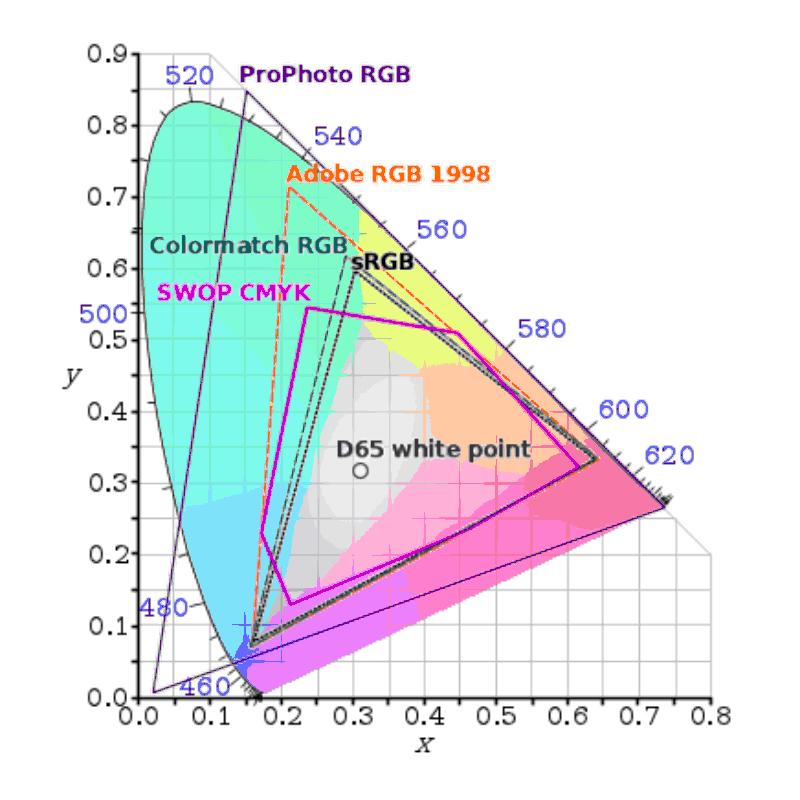 0.9
520
ProPhoto RGB
0.8
540
Adobe RGB 1998
0.7
560
Colormatch RGB
0.6
sRGB
SWOP CMYK
500
580
0.5
y
0.4
600
D65 white point
620
0.3
0.2
480
0.1
460
0.0
0.0 0.1 0.2 0.3 0.4 0.5 0.6 0.7 0.8
x